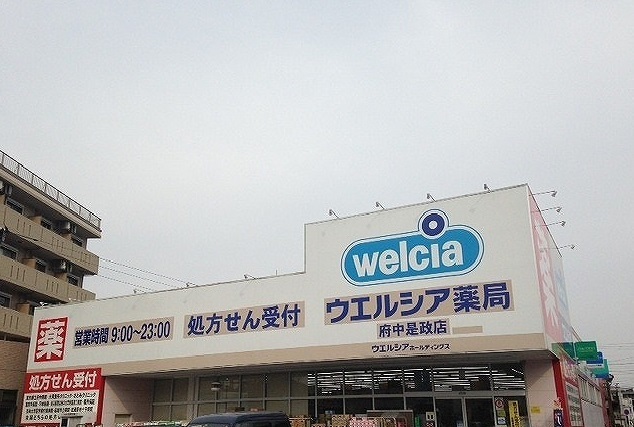 welcia
ウエルシア薬局
府中是政店
ウエルシアホールディングス
処方せん受付
営業時間 9:00~23:00
薬
処方せん受付